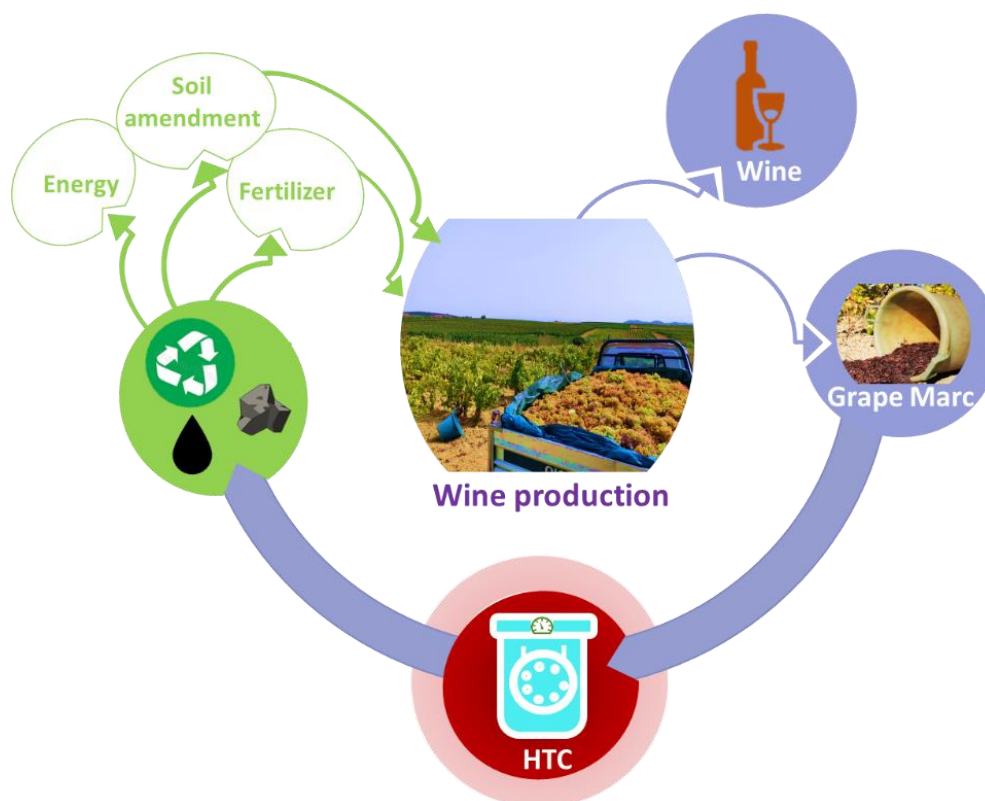 Soil
amendment
Energy
Fertilizer
Wine
Grape Marc
Wine production
HTC